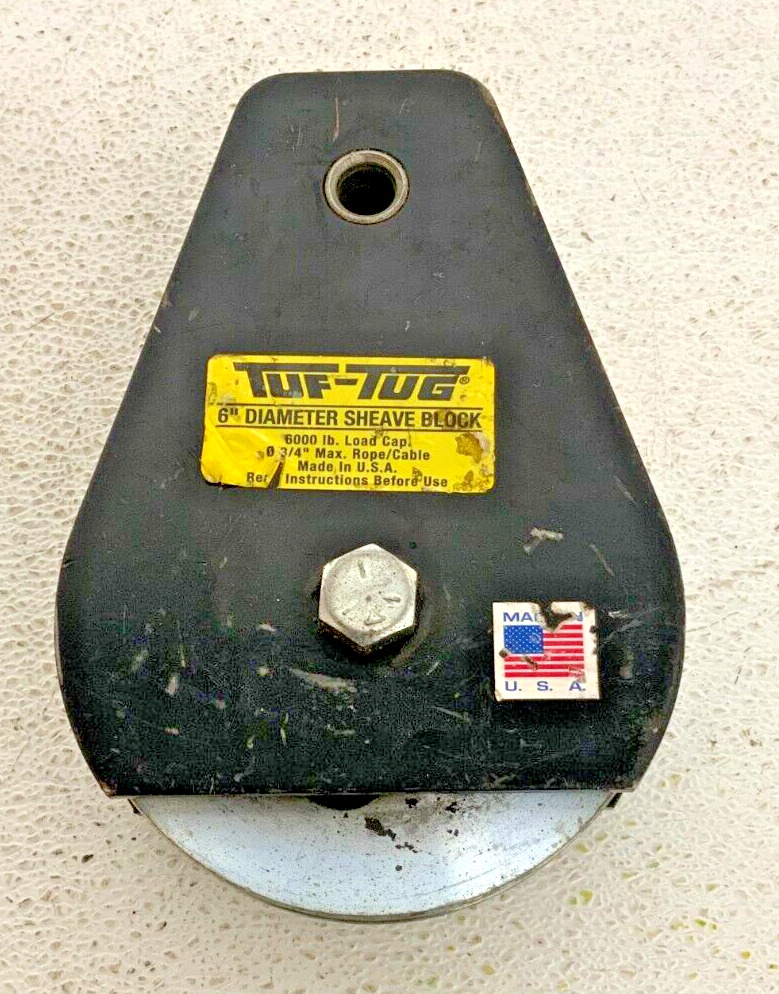 TUF-TUG®
6" DIAMETER SHEAVE BLOCK
6000 lb. Load Cap.
Ø 3/4" Max. Rope/Cable
Made In U.S.A.
Instructions Before Use
U. S. A.